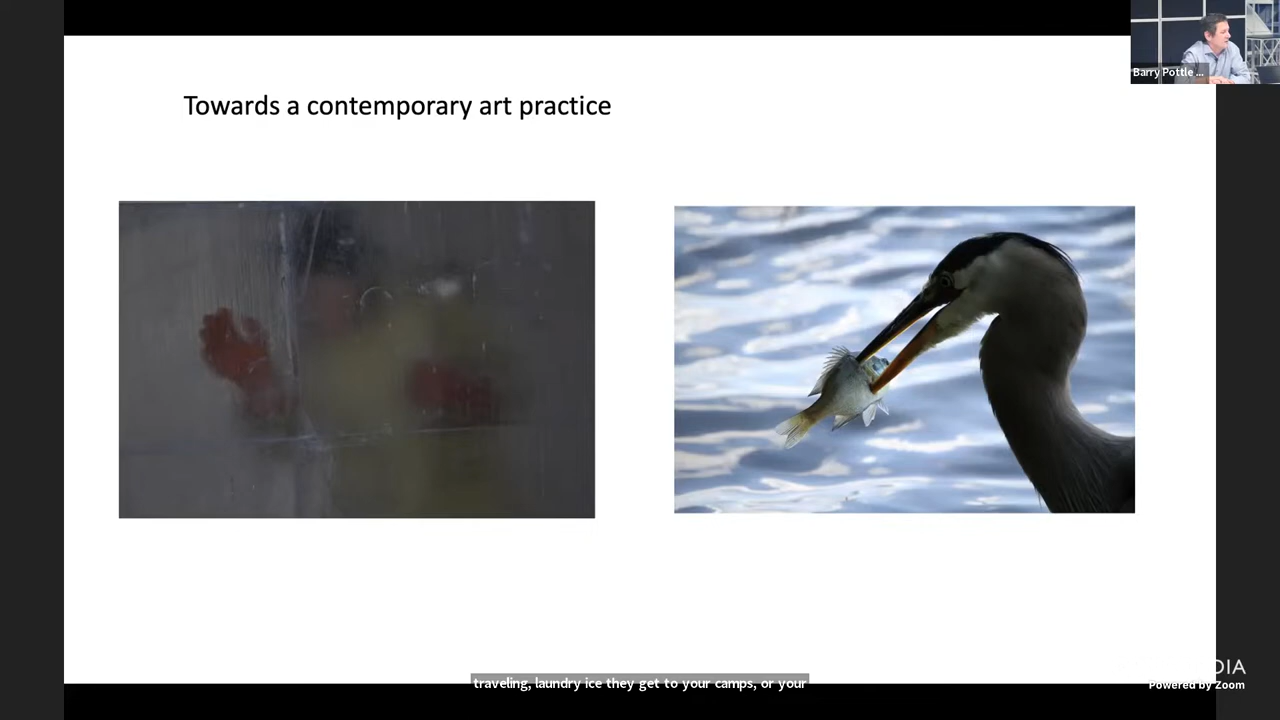 Barry Pottle ...
Towards a contemporary art practice
traveling, laundry ice they get to your camps, or your
DIA
Powered by Zoom